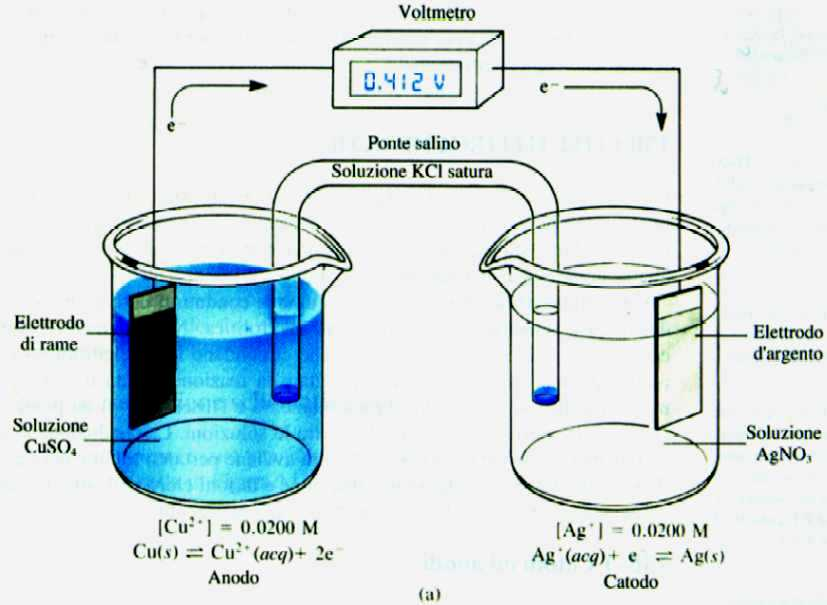 Voltmetro
0.412 V
e⁻
e⁻
Ponte salino
Soluzione KCl satura
Elettrodo
di rame
Elettrodo
d'argento
Soluzione
CuSO₄
Soluzione
AgNO₃
[Cu²⁺] = 0.0200 M
Cu(s) ⇌ Cu²⁺(acq)+ 2e⁻
Anodo
[Ag⁺] = 0.0200 M
Ag⁺(acq)+ e ⇌ Ag(s)
Catodo
(a)